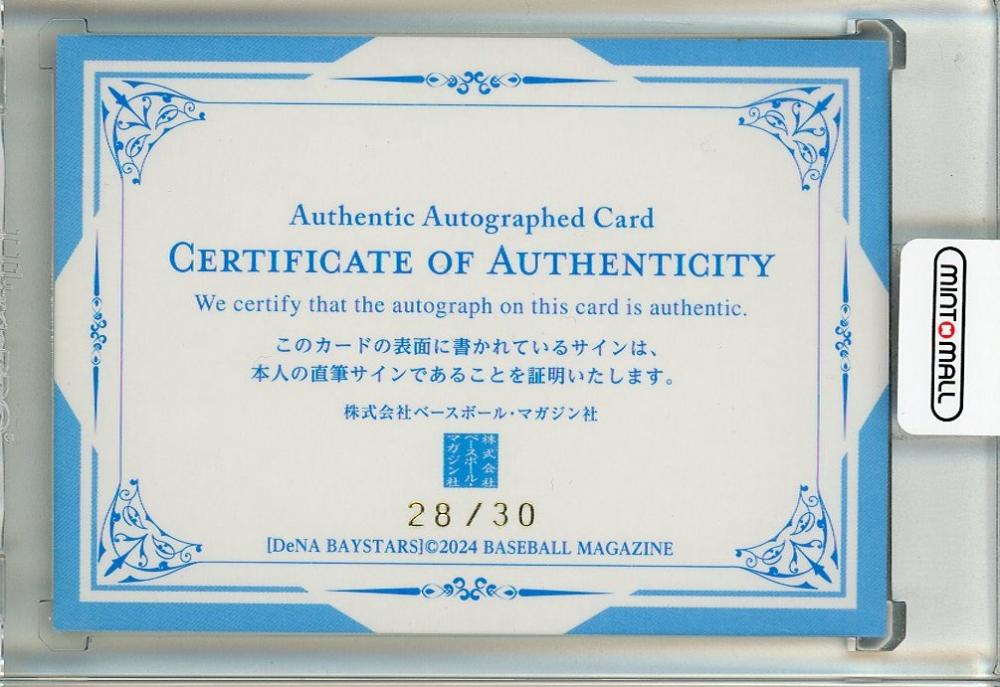 Authentic Autographed Card
CERTIFICATE OF AUTHENTICITY
We certify that the autograph on this card is authentic.
このカードの表面に書かれているサインは、
本人の直筆サインであることを証明いたします。
株式会社ベースボール・マガジン社
株式会社
ベースボール・
マガジン社
28/30
[DeNA BAYSTARS]©2024 BASEBALL MAGAZINE
MINTMALL